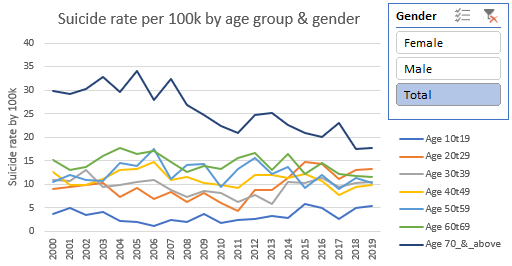 Suicide rate per 100k by age group & gender
Suicide rate by 100k
40
35
30
25
20
15
10
5
0
2000 2001 2002 2003 2004 2005 2006 2007 2008 2009 2010 2011 2012 2013 2014 2015 2016 2017 2018 2019
Gender
Female
Male
Total
Age 10t19
Age 20t29
Age 30t39
Age 40t49
Age 50t59
Age 60t69
Age 70_&_above